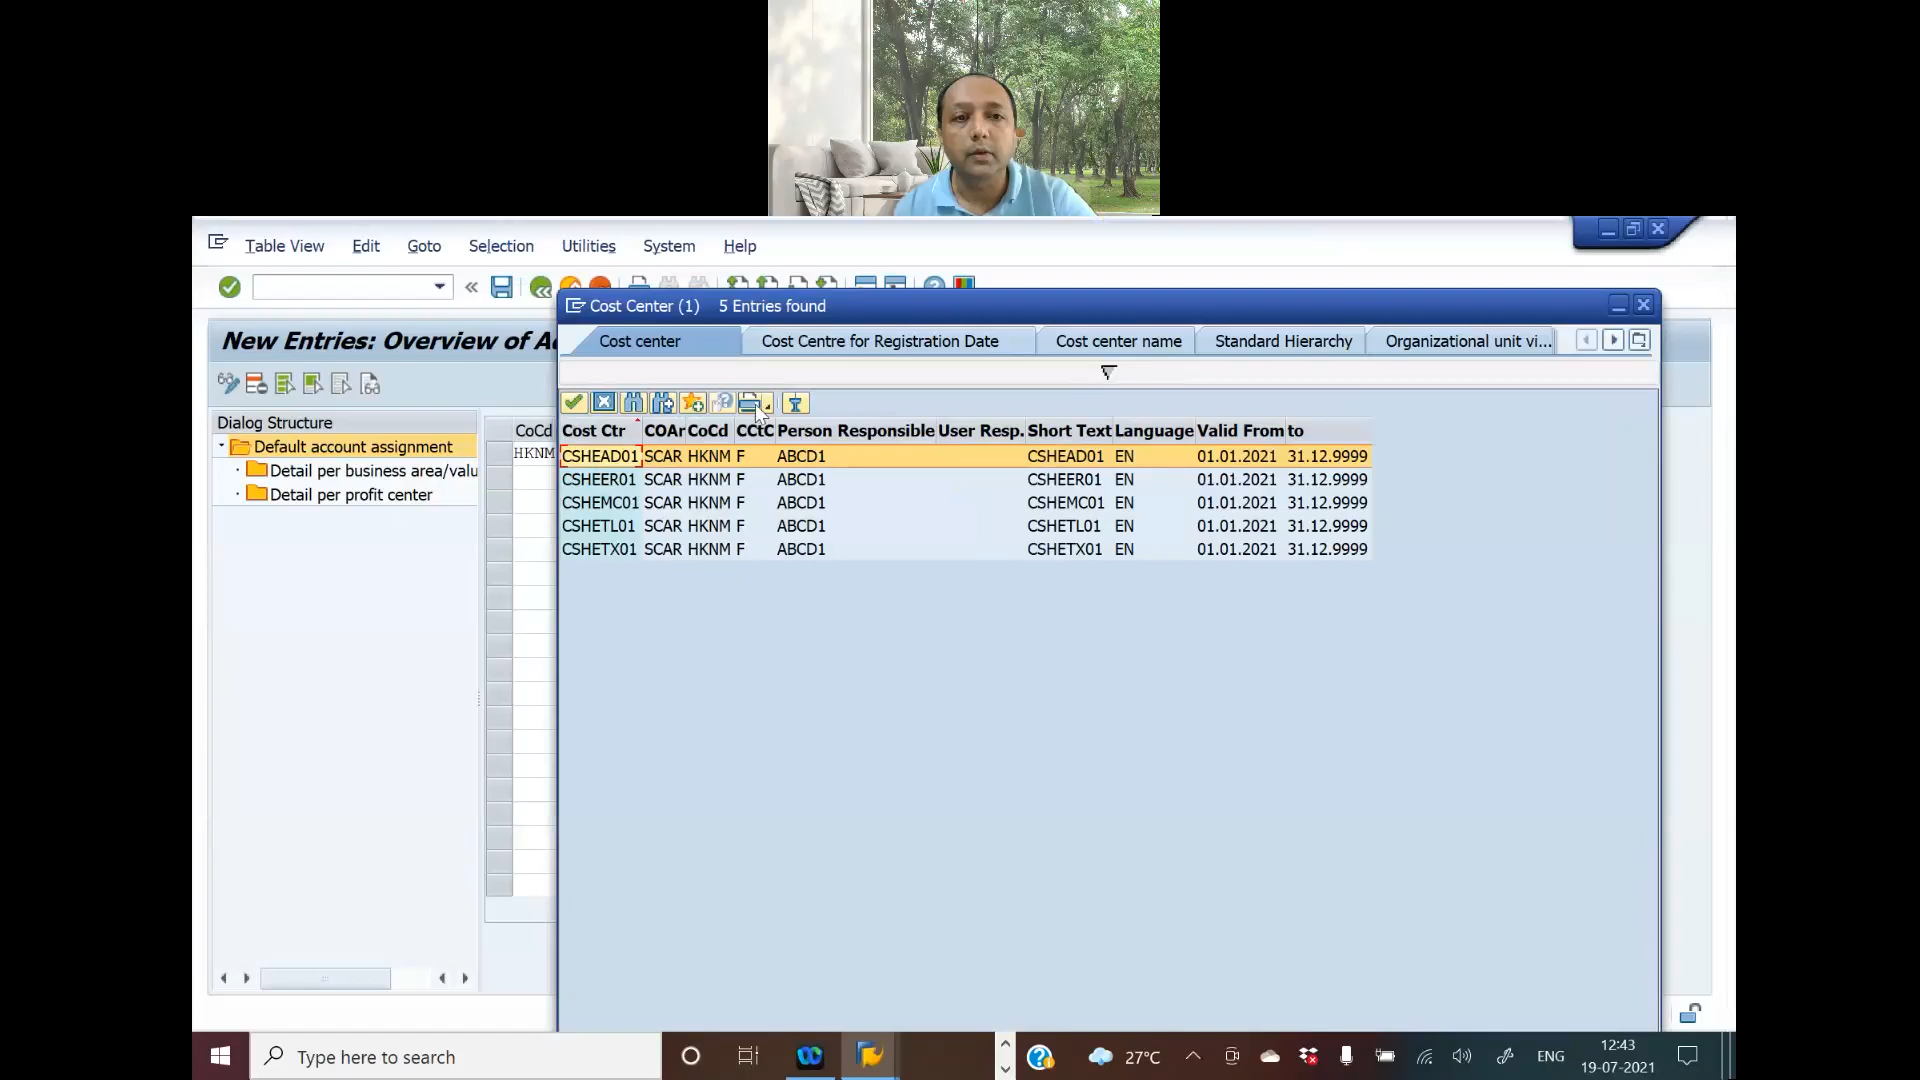 Table View Edit Goto Selection Utilities System Help
Cost Center (1) 5 Entries found
New Entries: Overview of A
Cost center Cost Centre for Registration Date Cost center name Standard Hierarchy Organizational unit vi...
Dialog Structure
Default account assignment
Detail per business area/valu
Detail per profit center
CoCd
HKNM
Cost Ctr COAr CoCd CCtC Person Responsible User Resp. Short Text Language Valid From to
CSHEAD01 SCAR HKNM F ABCD1 CSHEAD01 EN 01.01.2021 31.12.9999
CSHEER01 SCAR HKNM F ABCD1 CSHEER01 EN 01.01.2021 31.12.9999
CSHEMC01 SCAR HKNM F ABCD1 CSHEMC01 EN 01.01.2021 31.12.9999
CSHETL01 SCAR HKNM F ABCD1 CSHETL01 EN 01.01.2021 31.12.9999
CSHETX01 SCAR HKNM F ABCD1 CSHETX01 EN 01.01.2021 31.12.9999
Type here to search
27°C
ENG
12:43
19-07-2021